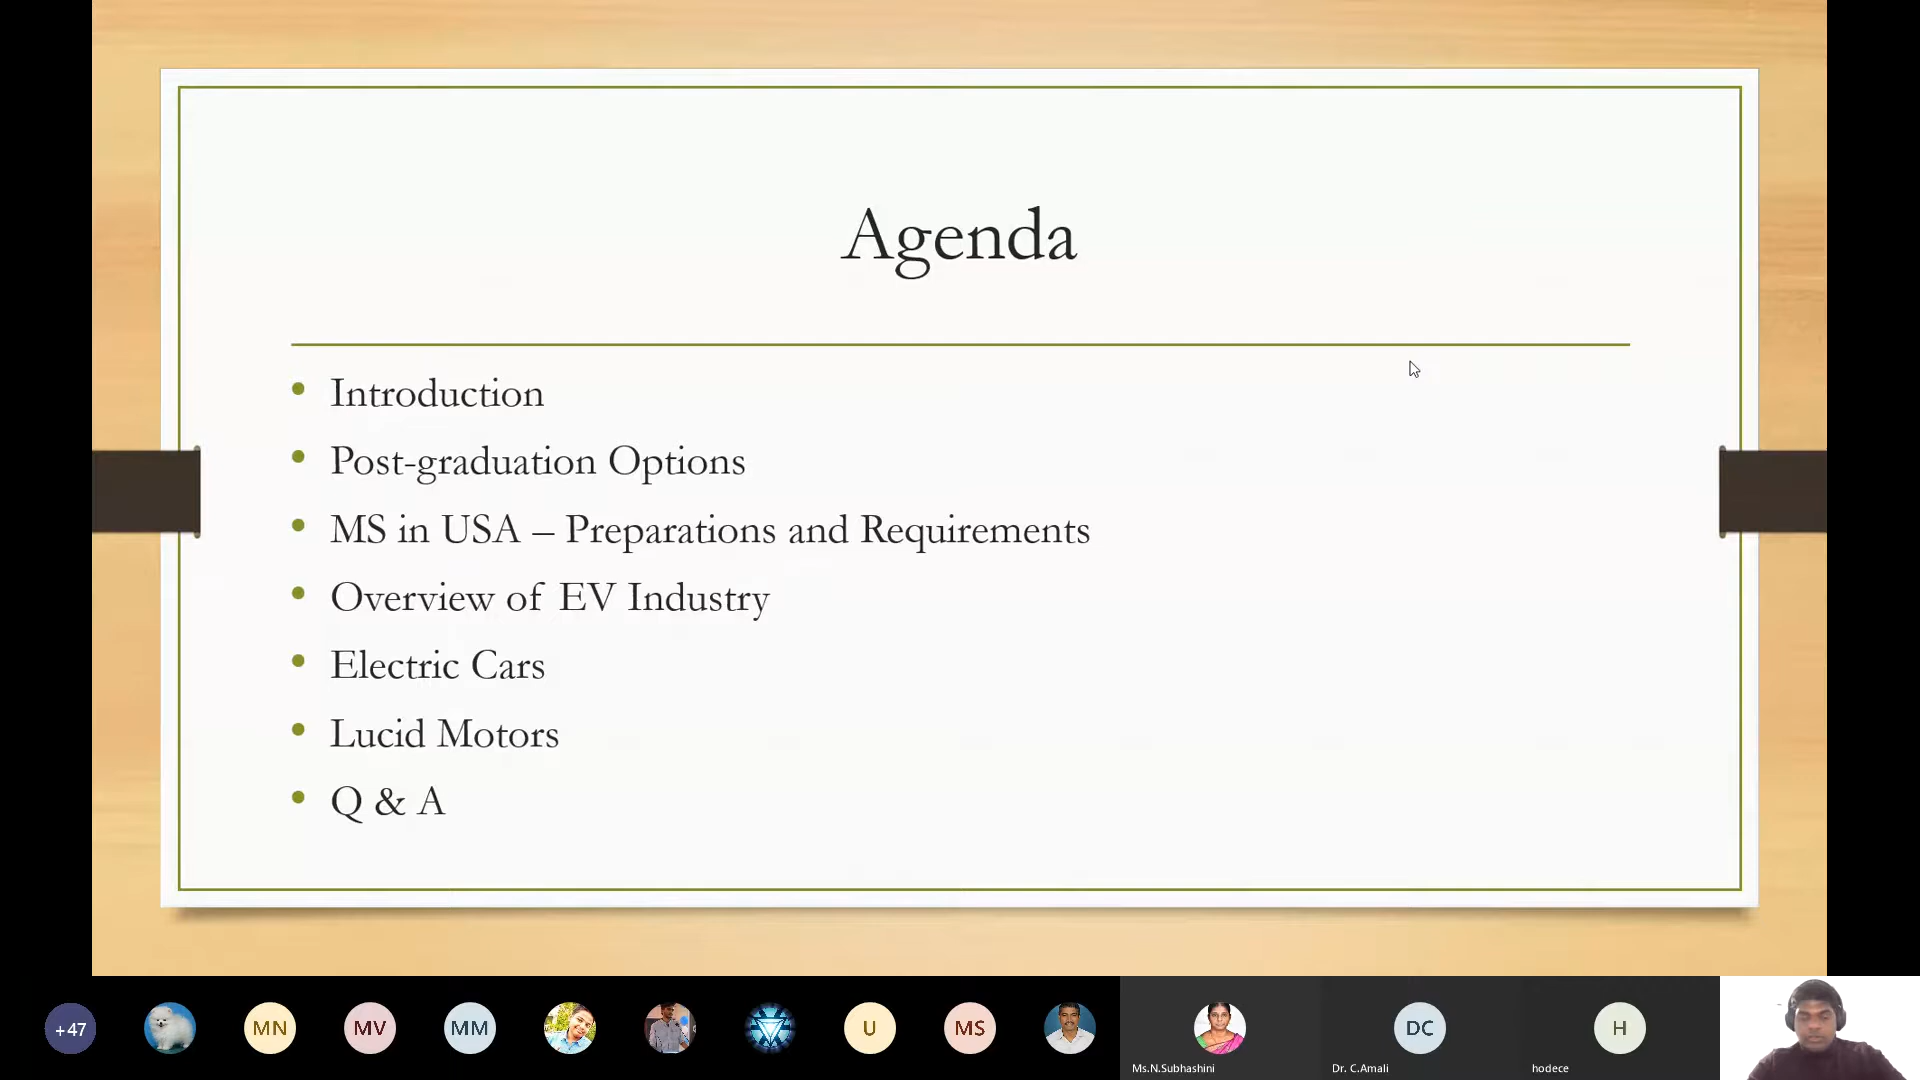 Agenda
Introduction
Post-graduation Options
MS in USA – Preparations and Requirements
Overview of EV Industry
Electric Cars
Lucid Motors
Q & A
+47
MN
MV
MM
U
MS
DC
H
Ms.N.Subhashini
Dr. C.Amali
hodece